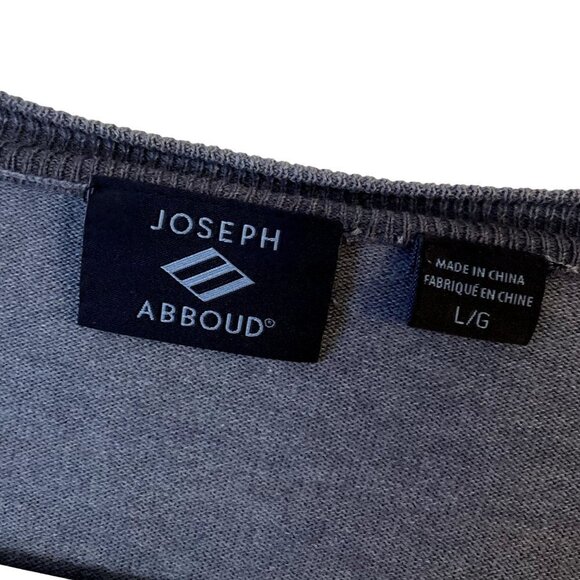 JOSEPH
ABBOUD®
MADE IN CHINA
FABRIQUÉ EN CHINE
L/G